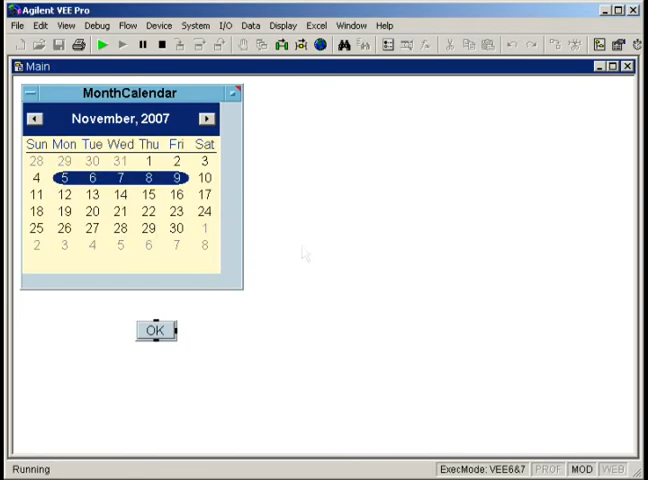 Agilent VEE Pro
File Edit View Debug Flow Device System I/O Data Display Excel Window Help
Main
MonthCalendar
November, 2007
Sun Mon Tue Wed Thu Fri Sat
28 29 30 31 1 2 3
4 5 6 7 8 9 10
11 12 13 14 15 16 17
18 19 20 21 22 23 24
25 26 27 28 29 30 1
2 3 4 5 6 7 8
OK
Running ExecMode: VEE6&7 PROF MOD WEB